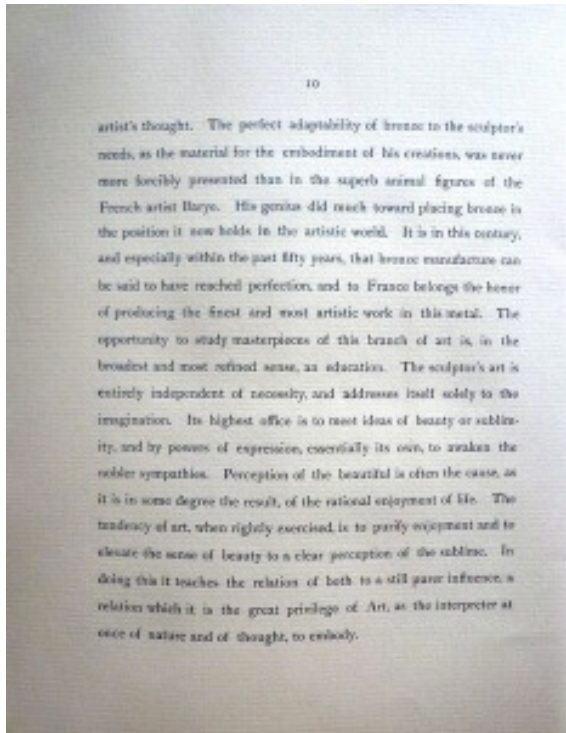 10
artist's thought. The perfect adaptability of bronze to the sculptor's
needs, as the material for the embodiment of his creations, was never
more forcibly presented than in the superb animal figures of the
French artist Barye. His genius did much toward placing bronze in
the position it now holds in the artistic world. It is in this century,
and especially within the past fifty years, that bronze manufacture can
be said to have reached perfection, and to France belongs the honor
of producing the finest and most artistic work in this metal. The
opportunity to study masterpieces of this branch of art is, in the
broadest and most refined sense, an education. The sculptor's art is
entirely independent of necessity, and addresses itself solely to the
imagination. Its highest office is to meet ideas of beauty or sublim-
ity, and by powers of expression, essentially its own, to awaken the
nobler sympathies. Perception of the beautiful is often the cause, as
it is in some degree the result, of the rational enjoyment of life. The
tendency of art, when rightly exercised, is to purify enjoyment and to
elevate the sense of beauty to a clear perception of the sublime. In
doing this it teaches the relation of both to a still purer influence, a
relation which it is the great privilege of Art, as the interpreter at
once of nature and of thought, to embody.